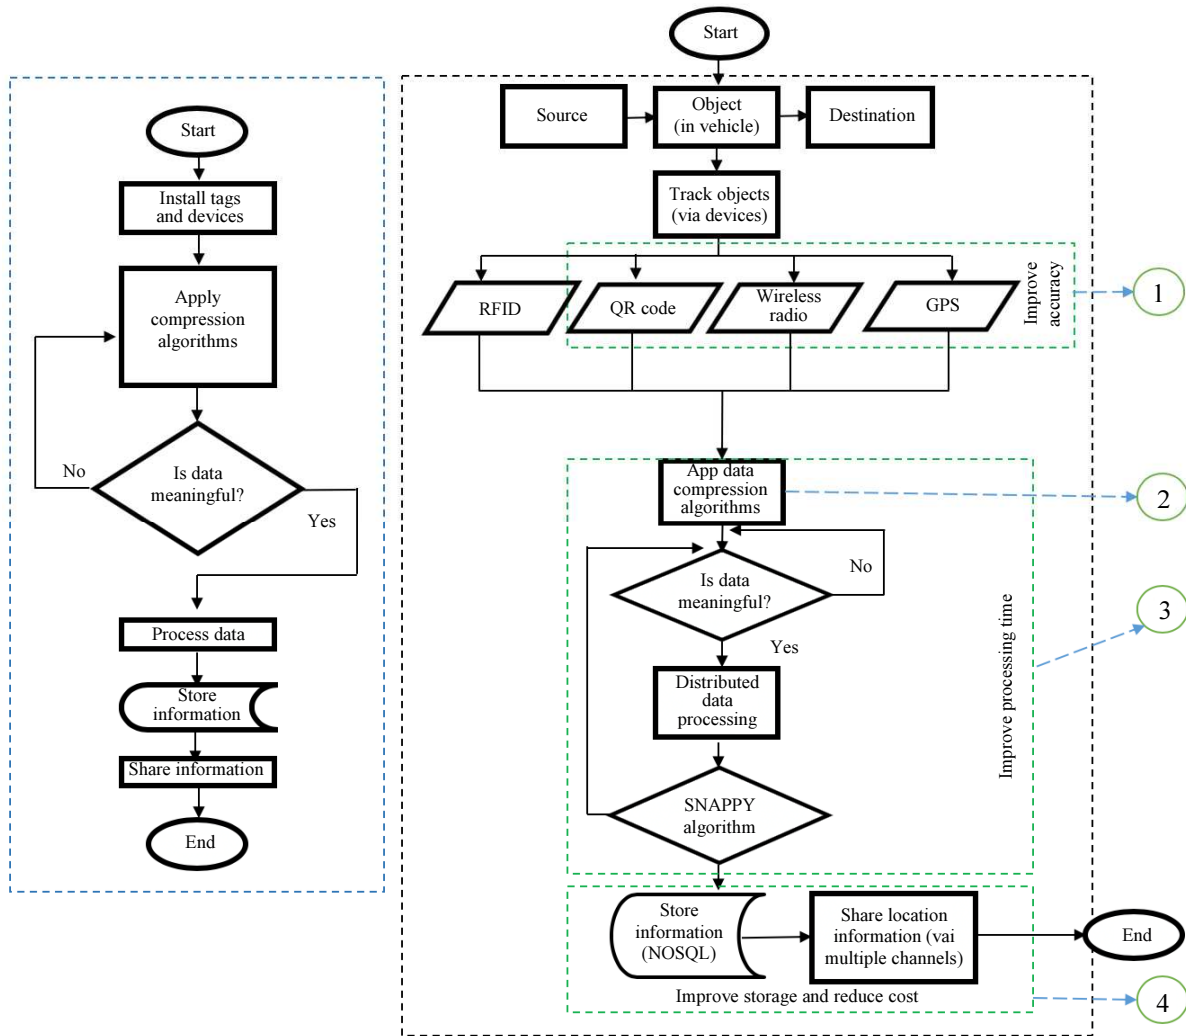 Start
Install tags
and devices
Apply
compression
algorithms
No
Is data
meaningful?
Yes
Process data
Store
information
Share information
End
Start
Source
Object
(in vehicle)
Destination
Track objects
(via devices)
RFID
QR code
Wireless
radio
GPS
Improve
accuracy
1
App data
compression
algorithms
2
Is data
meaningful?
No
Yes
3
Distributed
data
processing
Improve processing time
SNAPPY
algorithm
Store
information
(NOSQL)
Share location
information (vai
multiple channels)
End
Improve storage and reduce cost
4